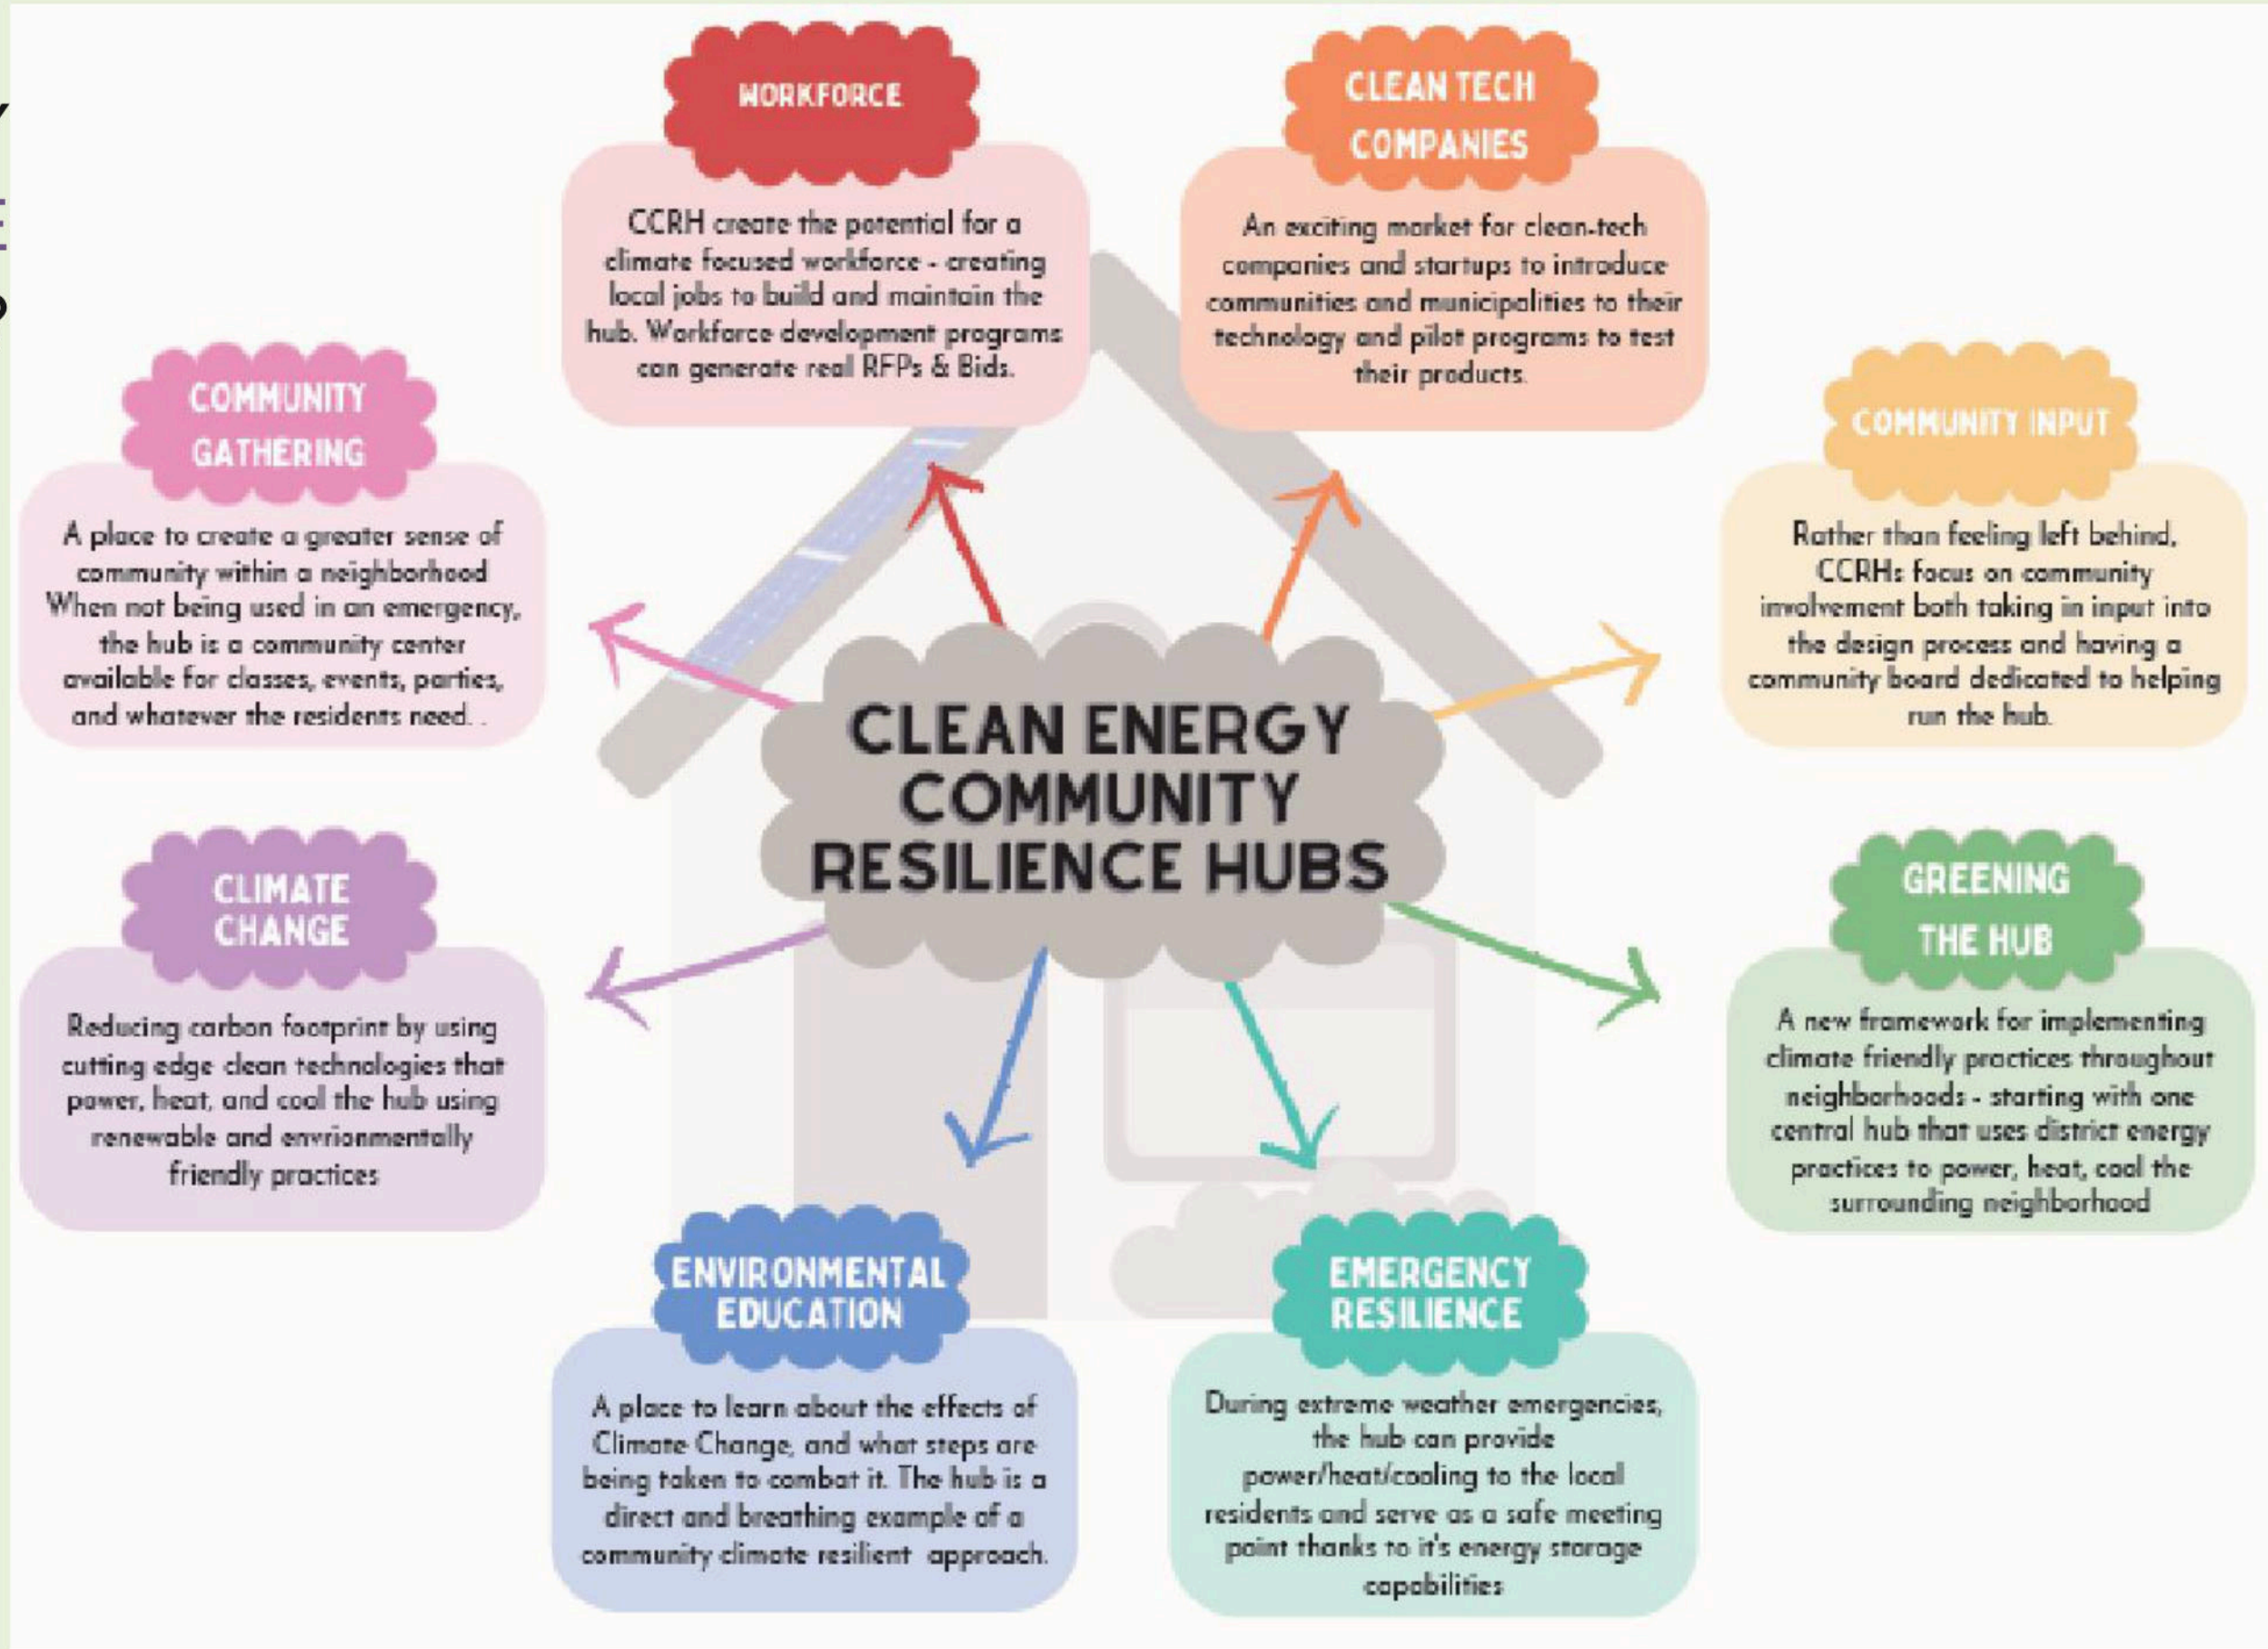 WORKFORCE
CCRH create the potential for a
climate focused workforce - creating
local jobs to build and maintain the
hub. Workforce development programs
can generate real RFPs & Bids.
CLEAN TECH
COMPANIES
An exciting market for clean-tech
companies and startups to introduce
communities and municipalities to their
technology and pilot programs to test
their products.
COMMUNITY
GATHERING
A place to create a greater sense of
community within a neighborhood
When not being used in an emergency,
the hub is a community center
available for classes, events, parties,
and whatever the residents need. .
COMMUNITY INPUT
Rather than feeling left behind,
CCRHs focus on community
involvement both taking in input into
the design process and having a
community board dedicated to helping
run the hub.
CLEAN ENERGY
COMMUNITY
RESILIENCE HUBS
CLIMATE
CHANGE
Reducing carbon footprint by using
cutting edge clean technologies that
power, heat, and cool the hub using
renewable and envrionmentally
friendly practices
GREENING
THE HUB
A new framework for implementing
climate friendly practices throughout
neighborhoods - starting with one
central hub that uses district energy
practices to power, heat, cool the
surrounding neighborhood
ENVIRONMENTAL
EDUCATION
A place to learn about the effects of
Climate Change, and what steps are
being taken to combat it. The hub is a
direct and breathing example of a
community climate resilient approach.
EMERGENCY
RESILIENCE
During extreme weather emergencies,
the hub can provide
power/heat/cooling to the local
residents and serve as a safe meeting
point thanks to it's energy storage
capabilities